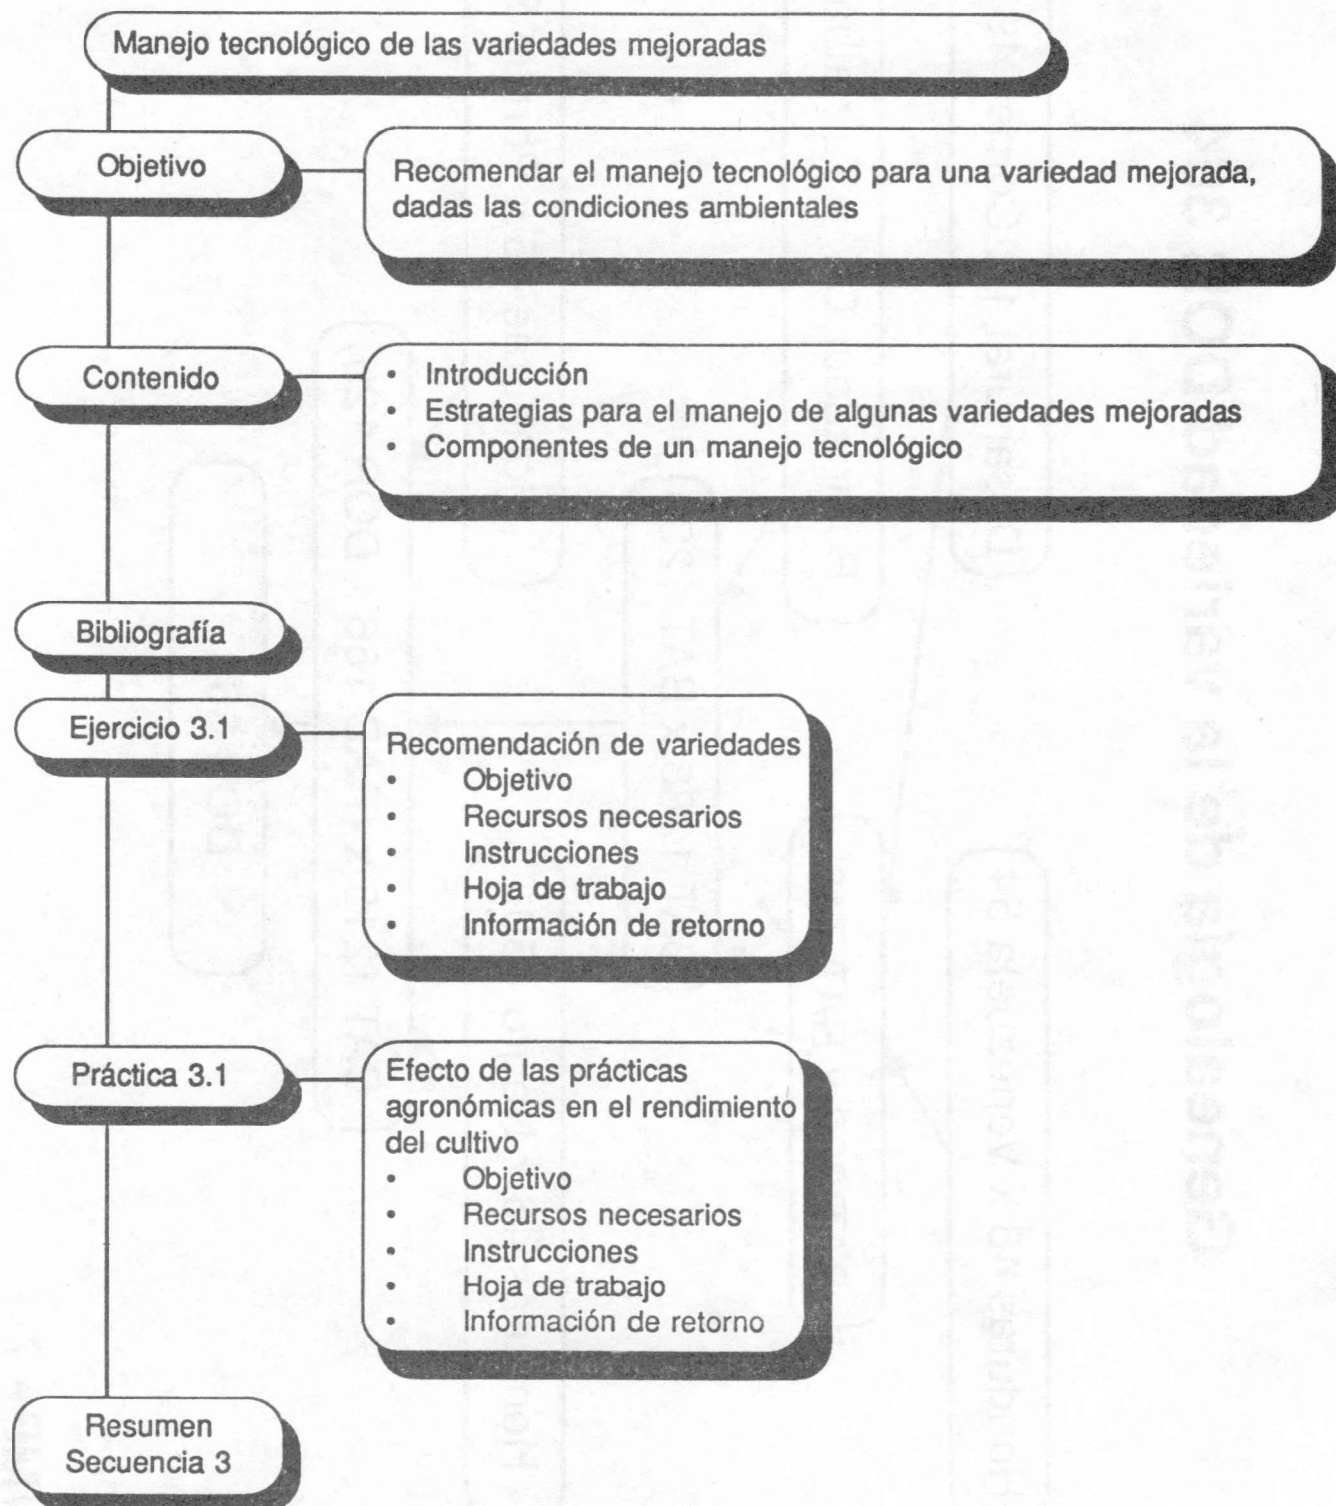 Manejo tecnológico de las variedades mejoradas
Objetivo
Recomendar el manejo tecnológico para una variedad mejorada,
dadas las condiciones ambientales
Contenido
• Introducción
• Estrategias para el manejo de algunas variedades mejoradas
• Componentes de un manejo tecnológico
Bibliografía
Ejercicio 3.1
Recomendación de variedades
• Objetivo
• Recursos necesarios
• Instrucciones
• Hoja de trabajo
• Información de retorno
Práctica 3.1
Efecto de las prácticas
agronómicas en el rendimiento
del cultivo
• Objetivo
• Recursos necesarios
• Instrucciones
• Hoja de trabajo
• Información de retorno
Resumen
Secuencia 3